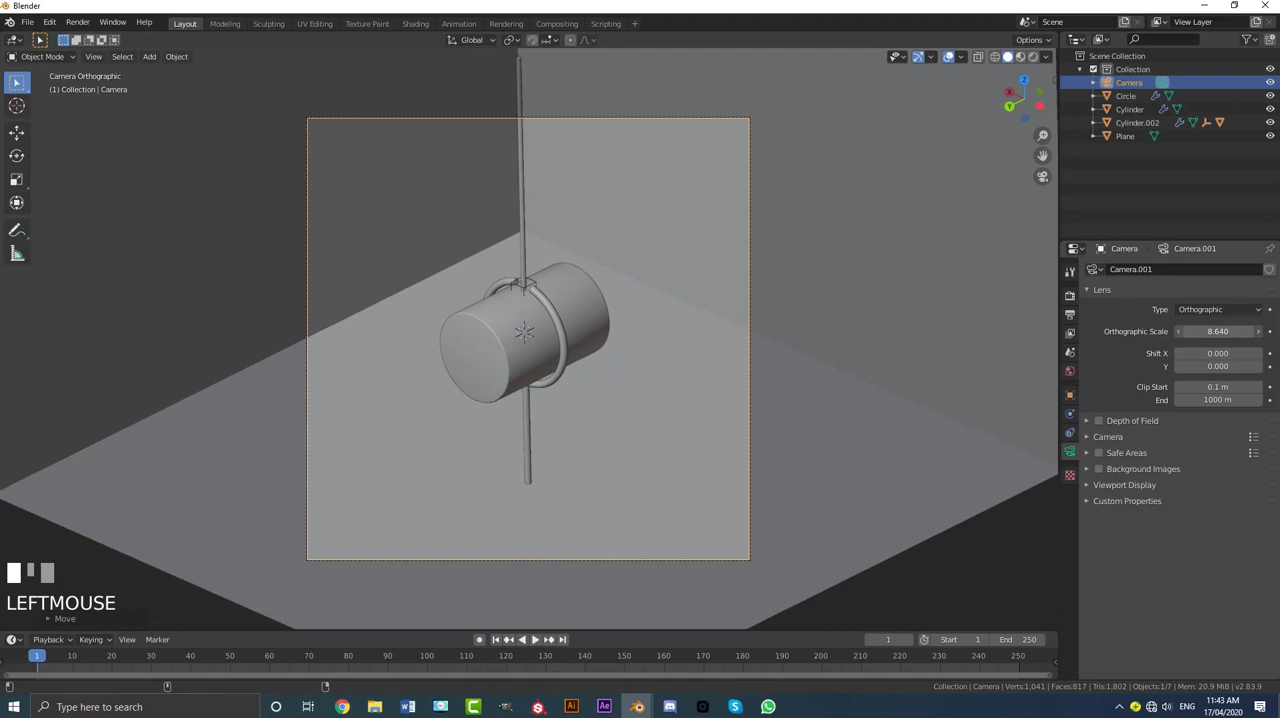 Blender
File Edit Render Window Help Layout Modeling Sculpting UV Editing Texture Paint Shading Animation Rendering Compositing Scripting + Scene View Layer
Global Options
Object Mode View Select Add Object
Camera Orthographic
(1) Collection | Camera
Z
X
Y
Scene Collection
Collection
Camera
Circle
Cylinder
Cylinder.002
Plane
Camera Camera.001
Camera.001
Lens
Type Orthographic
Orthographic Scale 8.640
Shift X 0.000
Y 0.000
Clip Start 0.1 m
End 1000 m
Depth of Field
Camera
Safe Areas
Background Images
Viewport Display
Custom Properties
LEFTMOUSE
Move
Playback Keying View Marker 1 Start 1 End 250
1 10 20 30 40 50 60 70 80 90 100 110 120 130 140 150 160 170 180 190 200 210 220 230 240 250
Collection | Camera | Verts:1,041 | Faces:817 | Tris:1,802 | Objects:1/7 | Mem: 20.9 MiB | v2.83.9
Type here to search
11:43 AM
17/04/2020